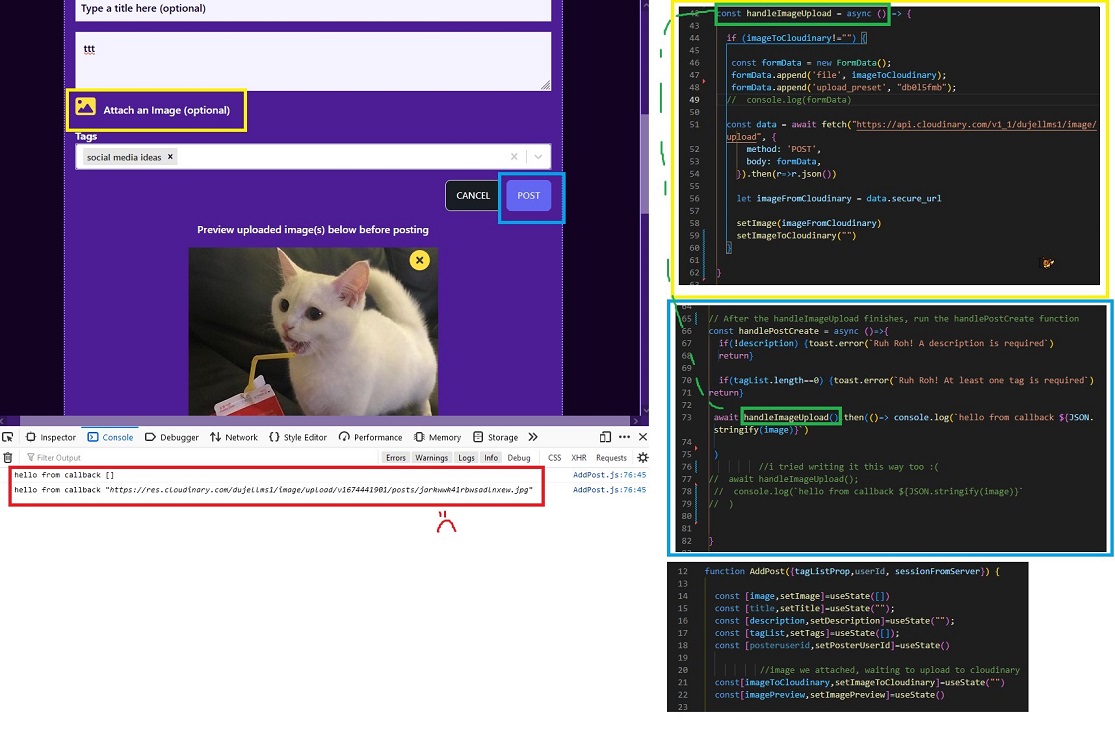 Type a title here (optional)
ttt
Attach an Image (optional)
Tags
social media ideas ×
CANCEL
POST
Preview uploaded image(s) below before posting
Inspector Console Debugger Network Style Editor Performance Memory Storage
Filter Output
Errors Warnings Logs Info Debug CSS XHR Requests
hello from callback [] AddPost.js:76:45
hello from callback "https://res.cloudinary.com/dujellms1/image/upload/v1674441901/posts/jarkwwk41rbwsadlnxew.jpg" AddPost.js:76:45
42 const handleImageUpload = async () => {
43
44 if (imageToCloudinary!="") {
45
46 const formData = new FormData();
47 formData.append('file', imageToCloudinary);
48 formData.append('upload_preset', "db0l5fmb");
49 // console.log(formData)
50
51 const data = await fetch("https://api.cloudinary.com/v1_1/dujellms1/image/
upload", {
52 method: 'POST',
53 body: formData,
54 }).then(r=>r.json())
55
56 let imageFromCloudinary = data.secure_url
57
58 setImage(imageFromCloudinary)
59 setImageToCloudinary("")
60 }
61
62 }
64
65 // After the handleImageUpload finishes, run the handlePostCreate function
66 const handlePostCreate = async ()=>{
67 if(!description) {toast.error(`Ruh Roh! A description is required`)
68 return}
69
70 if(tagList.length==0) {toast.error(`Ruh Roh! At least one tag is required`)
71 return}
72
73 await handleImageUpload().then(()=> console.log(`hello from callback ${JSON.
stringify(image)}`)
74
75 )
76 //i tried writing it this way too :(
77 // await handleImageUpload();
78 // console.log(`hello from callback ${JSON.stringify(image)}`
79 // )
80
81
82 }
12 function AddPost({tagListProp,userId, sessionFromServer}) {
13
14 const [image,setImage]=useState([])
15 const [title,setTitle]=useState("");
16 const [description,setDescription]=useState("");
17 const [tagList,setTags]=useState([]);
18 const [posteruserid,setPosterUserId]=useState()
19
20 //image we attached, waiting to upload to cloudinary
21 const[imageToCloudinary,setImageToCloudinary]=useState("")
22 const[imagePreview,setImagePreview]=useState()
23